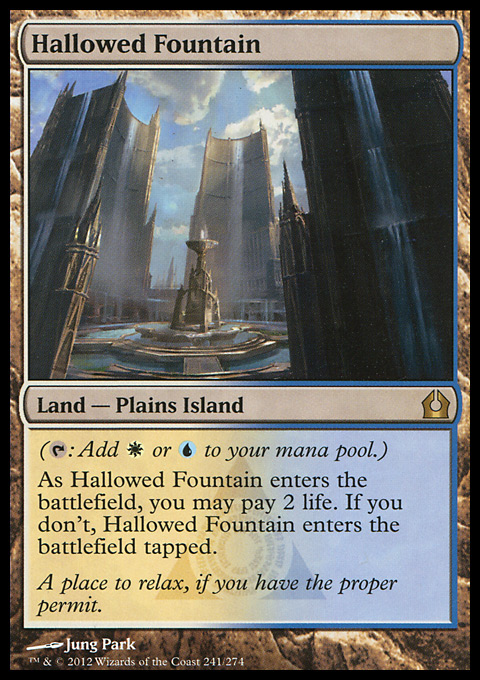 Hallowed Fountain
Land — Plains Island
(: Add or to your mana pool.)
As Hallowed Fountain enters the
battlefield, you may pay 2 life. If you
don't, Hallowed Fountain enters the
battlefield tapped.
A place to relax, if you have the proper
permit.
Jung Park
™ & © 2012 Wizards of the Coast 241/274